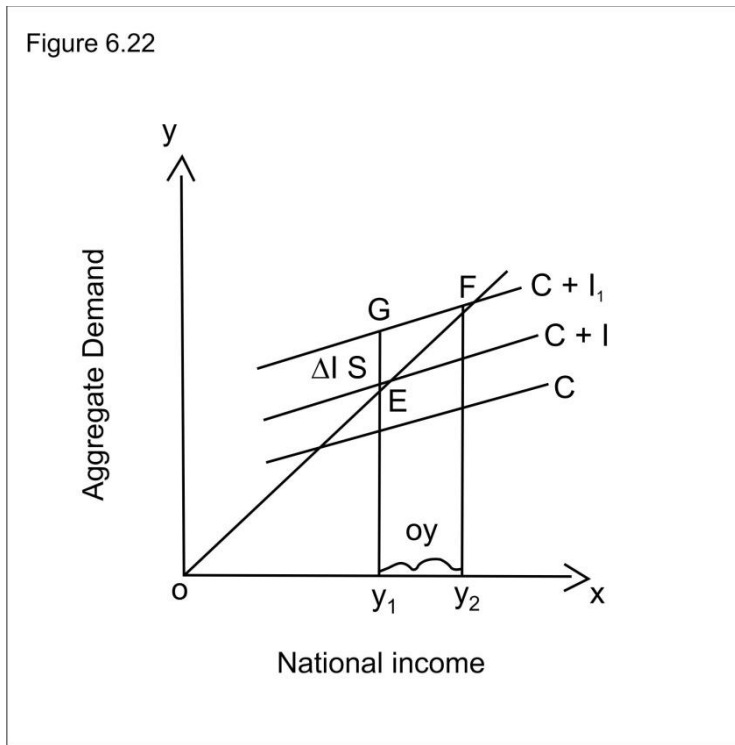 Figure 6.22
y
Aggregate Demand
F
C + I₁
G
C + I
ΔI S
E
C
oy
o
y₁
y₂
x
National income